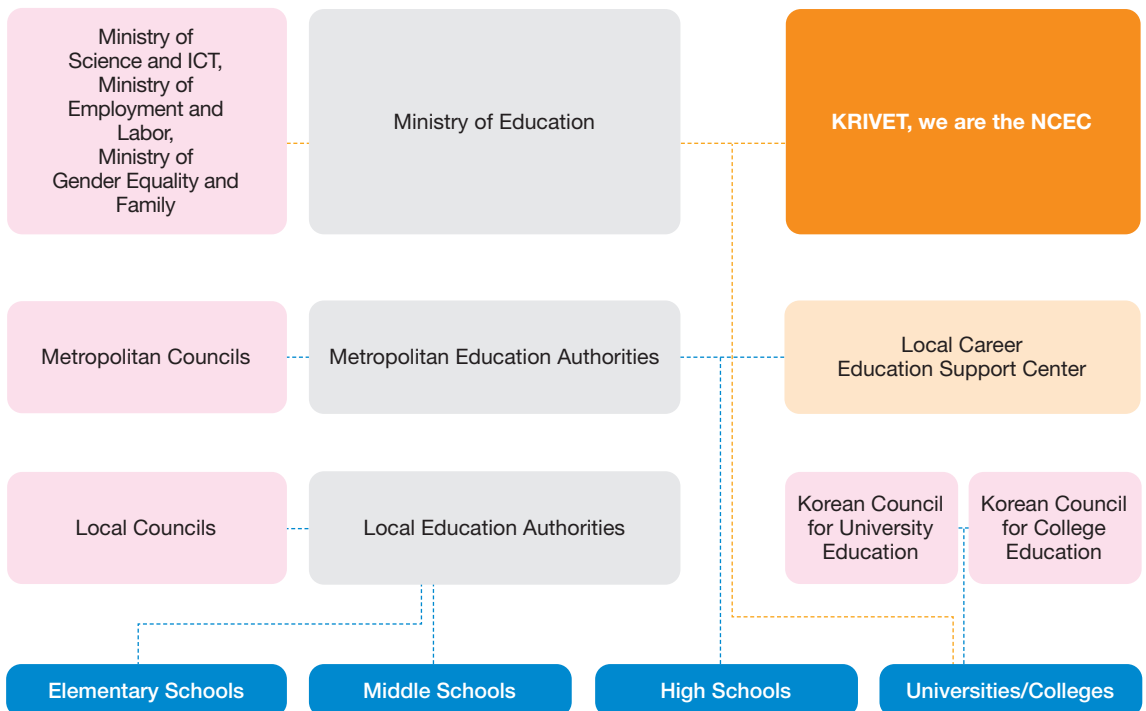 Ministry of
Science and ICT,
Ministry of
Employment and
Labor,
Ministry of
Gender Equality and
Family
Ministry of Education
KRIVET, we are the NCEC
Metropolitan Councils
Metropolitan Education Authorities
Local Career
Education Support Center
Local Councils
Local Education Authorities
Korean Council
for University
Education
Korean Council
for College
Education
Elementary Schools
Middle Schools
High Schools
Universities/Colleges